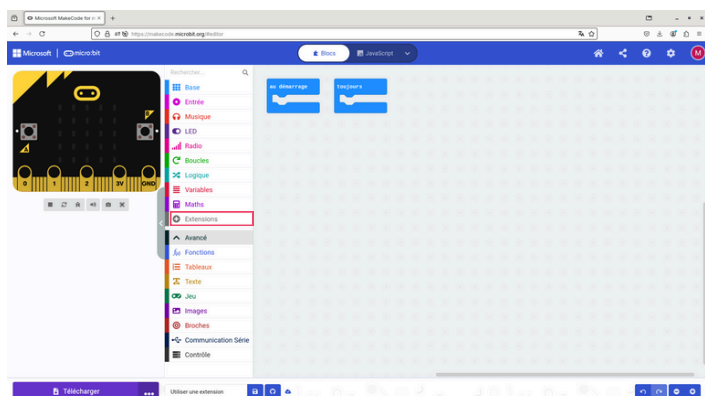 Microsoft MakeCode for m
https://makecode.microbit.org/#editor
Microsoft | micro:bit
Blocs
JavaScript
M
Rechercher...
Base
Entrée
Musique
LED
Radio
Boucles
Logique
Variables
Maths
Extensions
Avancé
Fonctions
Tableaux
Texte
Jeu
Images
Broches
Communication Série
Contrôle
au démarrage
toujours
A
B
0 1 2 3V GND
Télécharger
Utiliser une extension